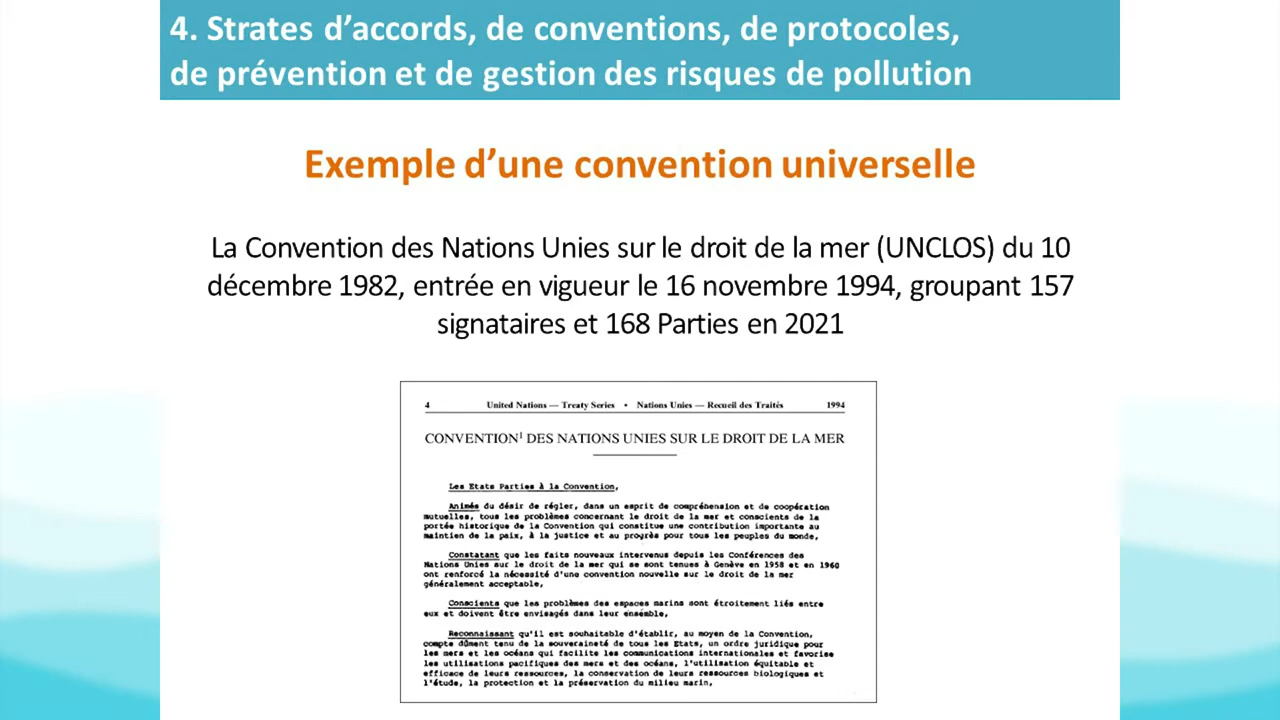 4. Strates d’accords, de conventions, de protocoles,
de prévention et de gestion des risques de pollution
Exemple d’une convention universelle
La Convention des Nations Unies sur le droit de la mer (UNCLOS) du 10
décembre 1982, entrée en vigueur le 16 novembre 1994, groupant 157
signataires et 168 Parties en 2021
4 United Nations — Treaty Series • Nations Unies — Recueil des Traités 1994
CONVENTION¹ DES NATIONS UNIES SUR LE DROIT DE LA MER
Les Etats Parties à la Convention,
Animés du désir de régler, dans un esprit de compréhension et de coopération
mutuelles, tous les problèmes concernant le droit de la mer et conscients de la
portée historique de la Convention qui constitue une contribution importante au
maintien de la paix, à la justice et au progrès pour tous les peuples du monde,
Constatant que les faits nouveaux intervenus depuis les Conférences des
Nations Unies sur le droit de la mer qui se sont tenues à Genève en 1958 et en 1960
ont renforcé la nécessité d'une convention nouvelle sur le droit de la mer
généralement acceptable,
Conscients que les problèmes des espaces marins sont étroitement liés entre
eux et doivent être envisagés dans leur ensemble,
Reconnaissant qu'il est souhaitable d'établir, au moyen de la Convention,
compte dûment tenu de la souveraineté de tous les Etats, un ordre juridique pour
les mers et les océans qui facilite les communications internationales et favorise
les utilisations pacifiques des mers et des océans, l'utilisation équitable et
efficace de leurs ressources, la conservation de leurs ressources biologiques et
l'étude, la protection et la préservation du milieu marin,